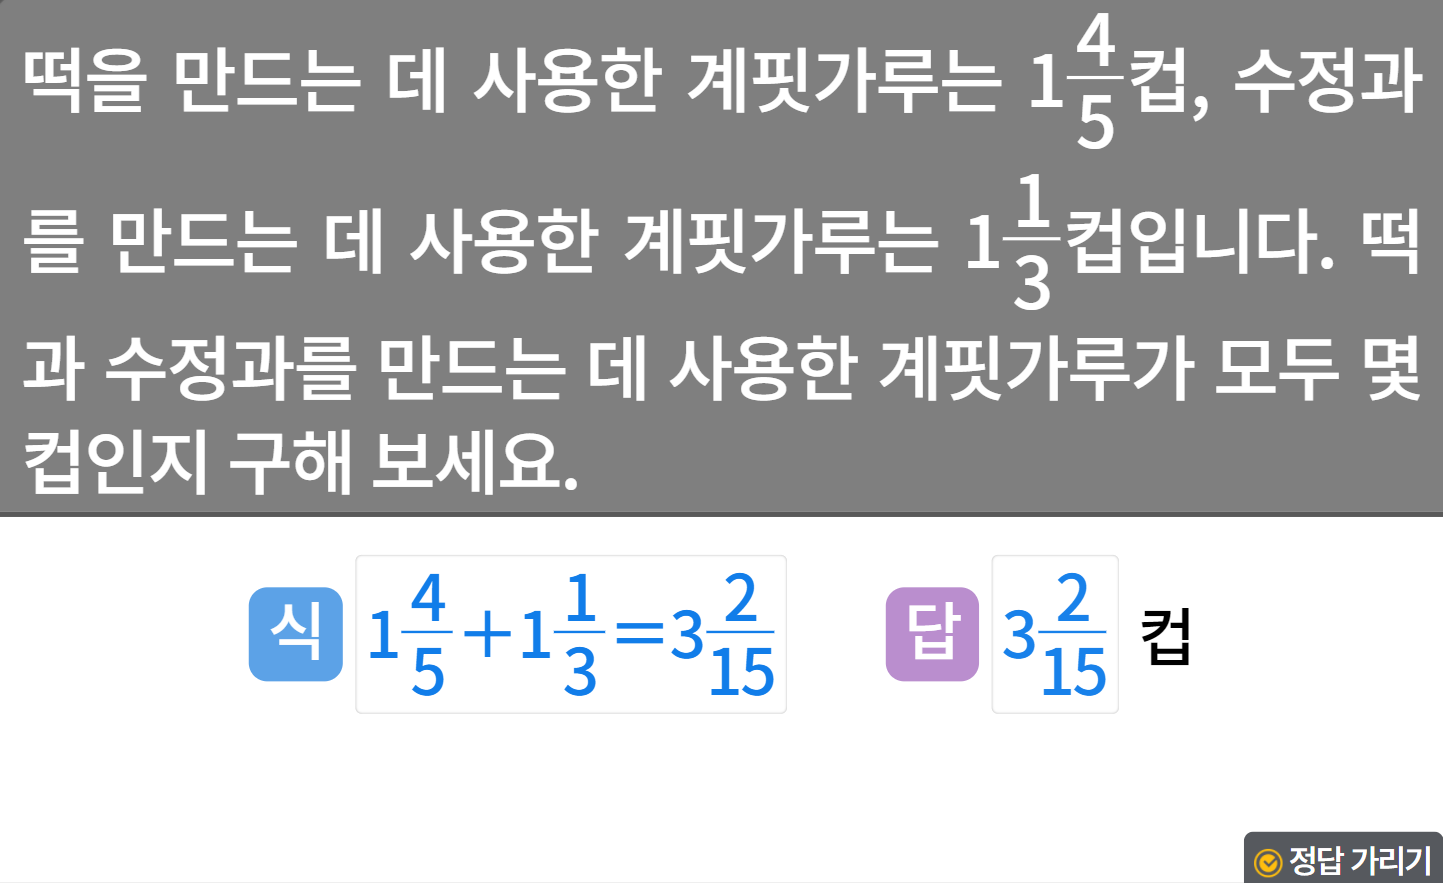 떡을 만드는 데 사용한 계핏가루는 1 4/5컵, 수정과
를 만드는 데 사용한 계핏가루는 1 1/3컵입니다. 떡
과 수정과를 만드는 데 사용한 계핏가루가 모두 몇
컵인지 구해 보세요.
식 1 4/5+1 1/3=3 2/15 답 3 2/15 컵
정답 가리기